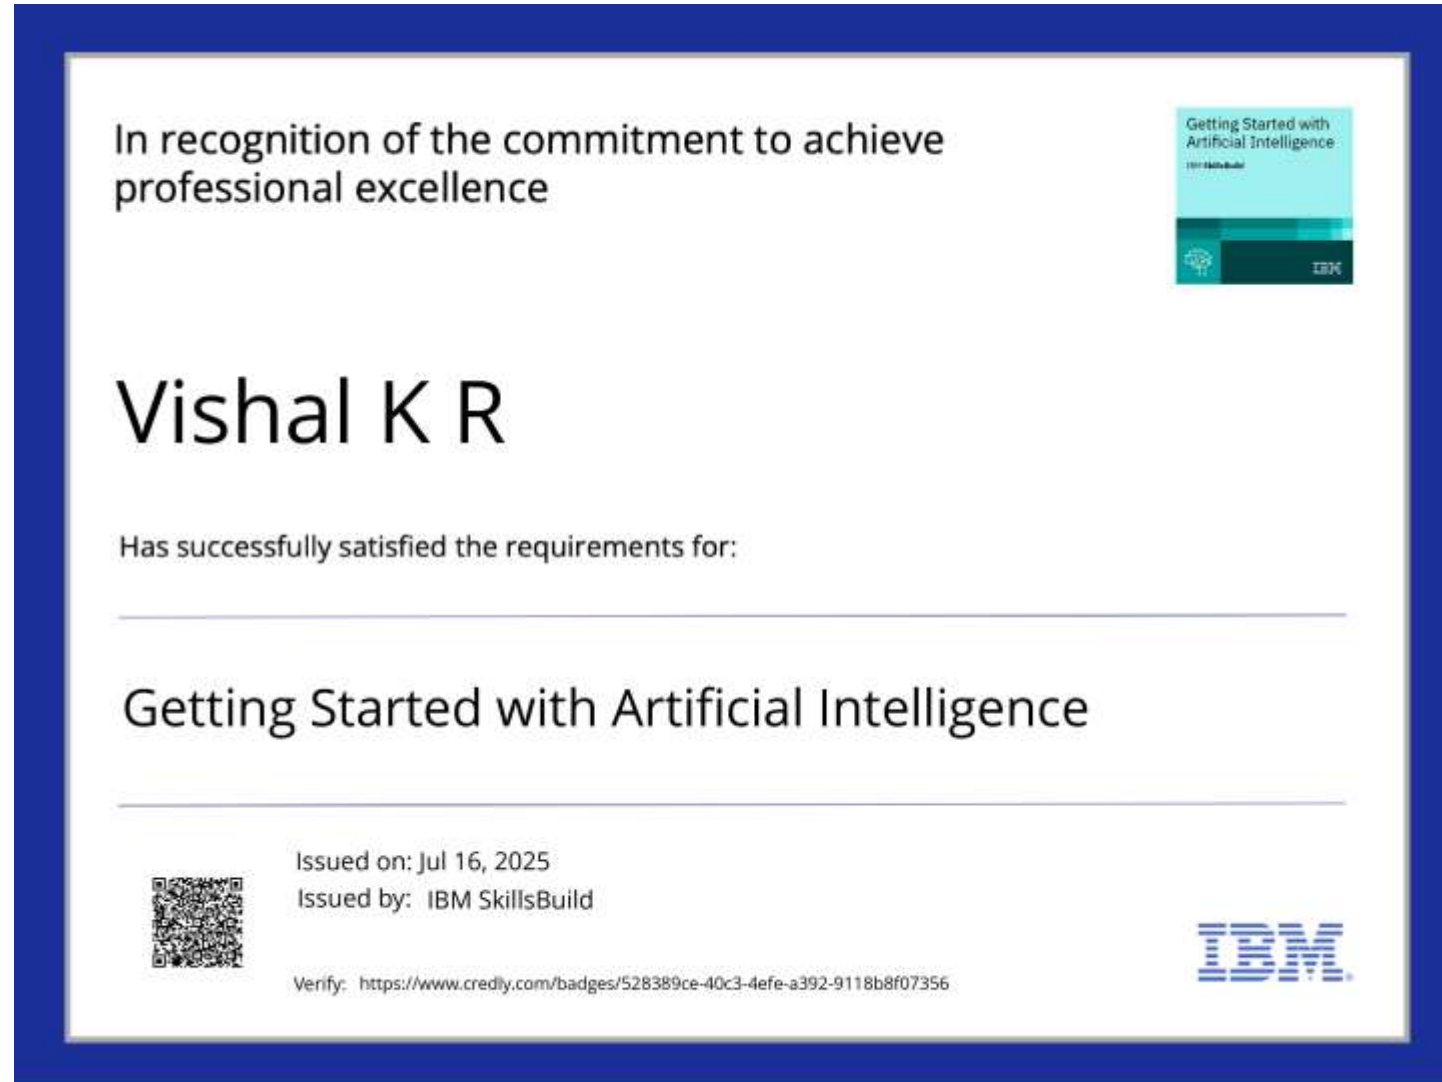 In recognition of the commitment to achieve
professional excellence
Getting Started with
Artificial Intelligence
IBM SkillsBuild
IBM
Vishal K R
Has successfully satisfied the requirements for:
Getting Started with Artificial Intelligence
Issued on: Jul 16, 2025
Issued by: IBM SkillsBuild
Verify: https://www.credly.com/badges/528389ce-40c3-4efe-a392-9118b8f07356
IBM